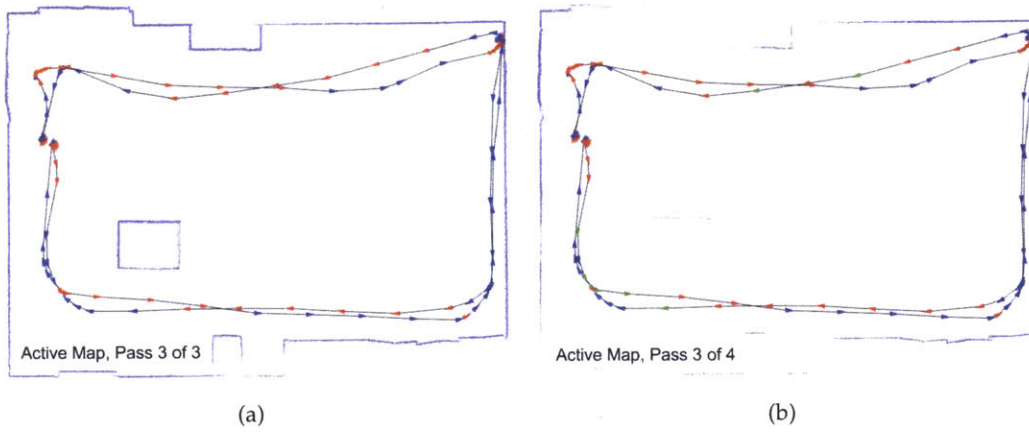 Active Map, Pass 3 of 3
Active Map, Pass 3 of 4
(a)
(b)